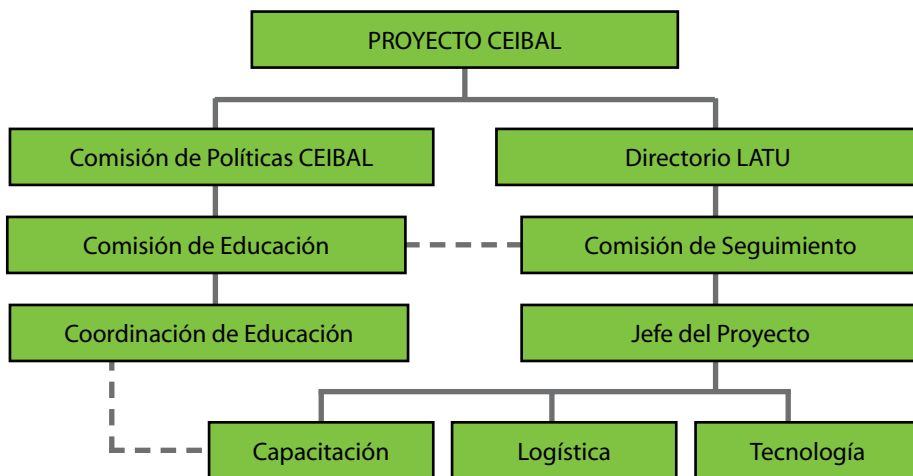 PROYECTO CEIBAL
Comisión de Políticas CEIBAL
Directorio LATU
Comisión de Educación
Comisión de Seguimiento
Coordinación de Educación
Jefe del Proyecto
Capacitación
Logística
Tecnología